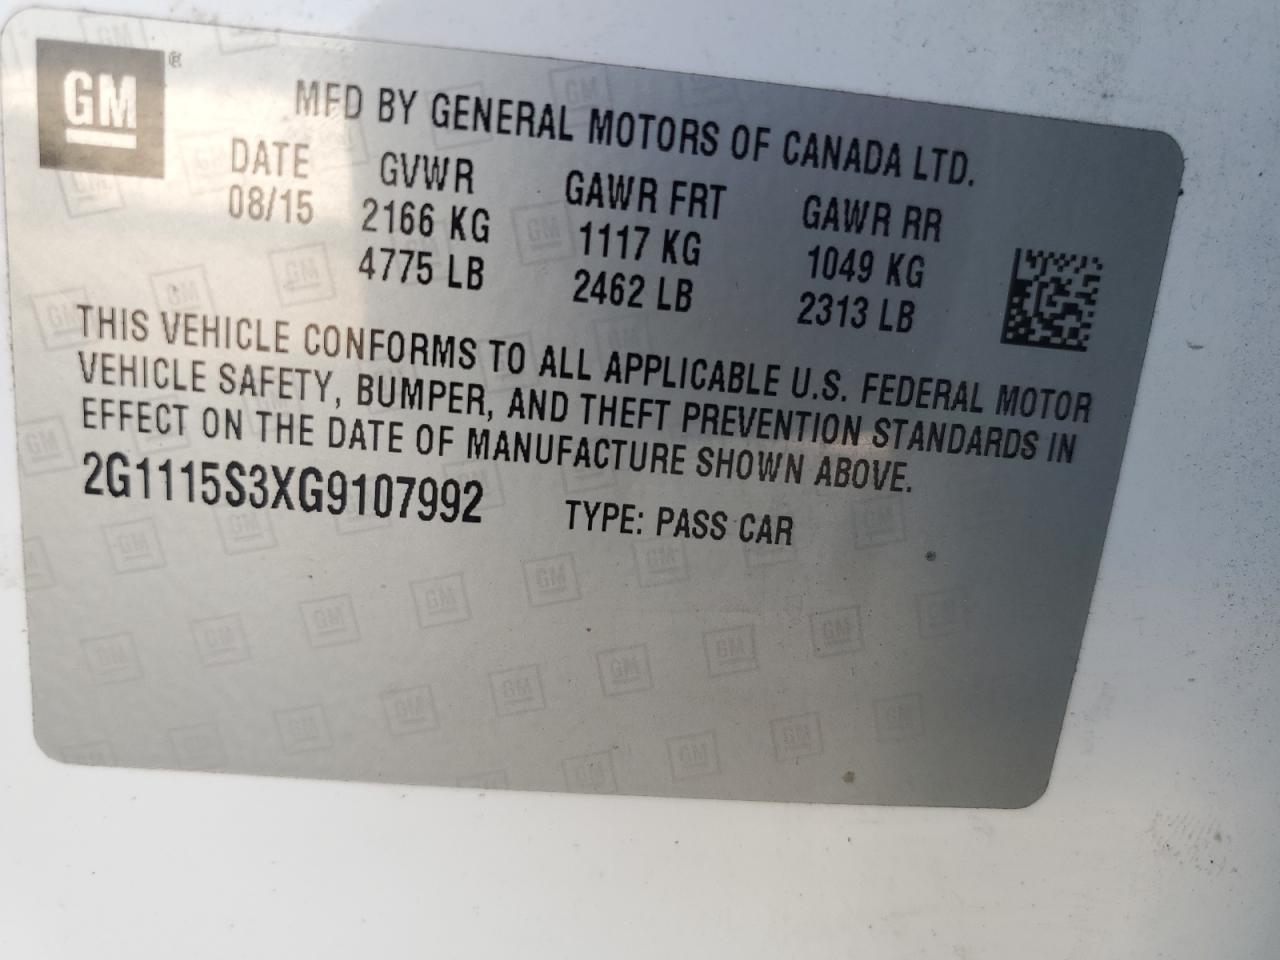 GM ®
MFD BY GENERAL MOTORS OF CANADA LTD.
DATE GVWR GAWR FRT GAWR RR
08/15 2166 KG 1117 KG 1049 KG
4775 LB 2462 LB 2313 LB
THIS VEHICLE CONFORMS TO ALL APPLICABLE U.S. FEDERAL MOTOR
VEHICLE SAFETY, BUMPER, AND THEFT PREVENTION STANDARDS IN
EFFECT ON THE DATE OF MANUFACTURE SHOWN ABOVE.
2G1115S3XG9107992 TYPE: PASS CAR